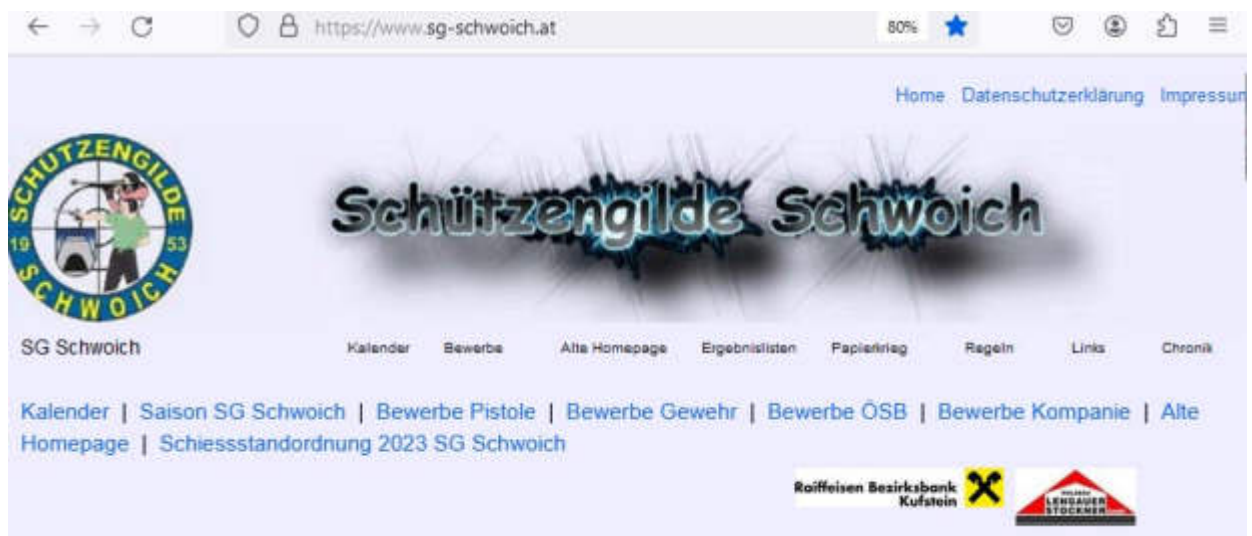 https://www.sg-schwoich.at 80%
Home Datenschutzerklärung Impressum
SCHÜTZENGILDE
19 53
SCHWOICH
Schützengilde Schwoich
SG Schwoich
Kalender Bewerbe Alte Homepage Ergebnislisten Papierkrieg Regeln Links Chronik
Kalender | Saison SG Schwoich | Bewerbe Pistole | Bewerbe Gewehr | Bewerbe ÖSB | Bewerbe Kompanie | Alte
Homepage | Schiessstandordnung 2023 SG Schwoich
Raiffeisen Bezirksbank
Kufstein
HOLZBAU
LENGAUER
STOCKNER